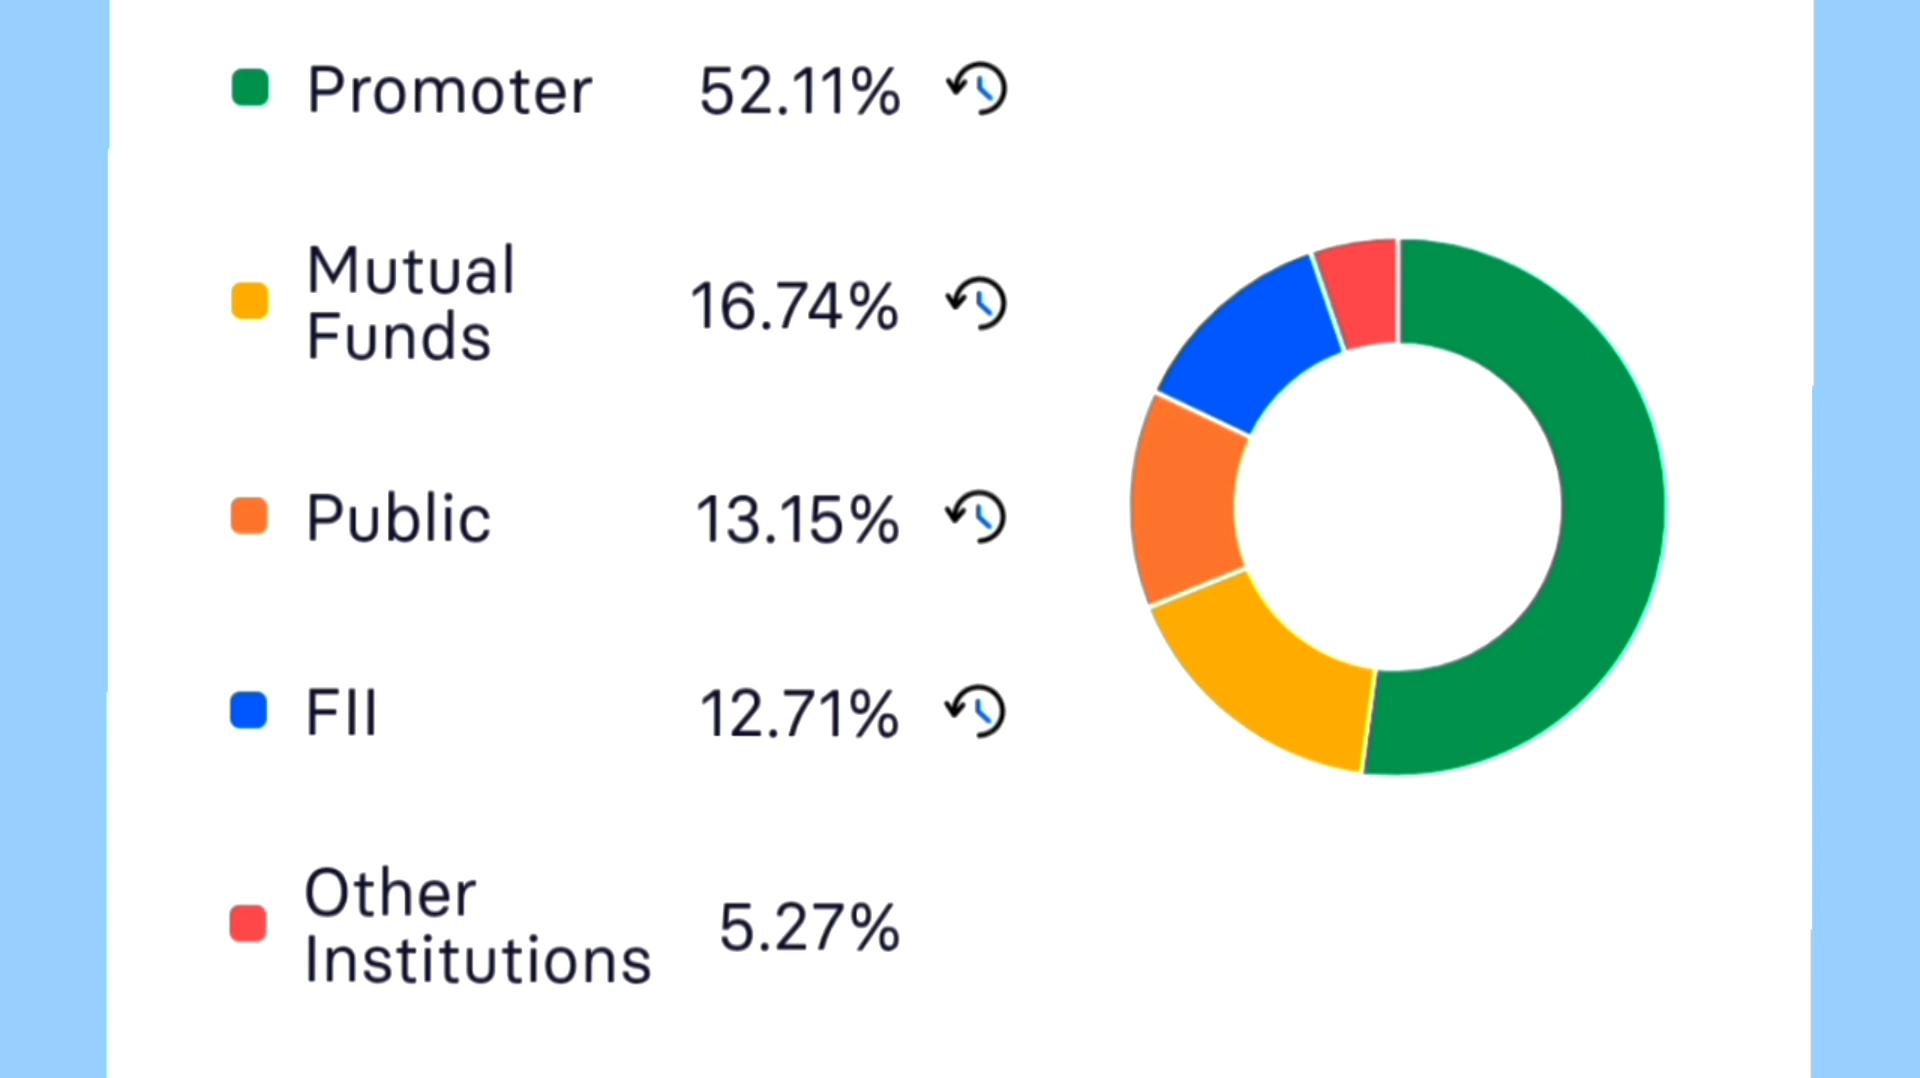 Promoter 52.11%
Mutual
Funds 16.74%
Public 13.15%
FII 12.71%
Other
Institutions 5.27%